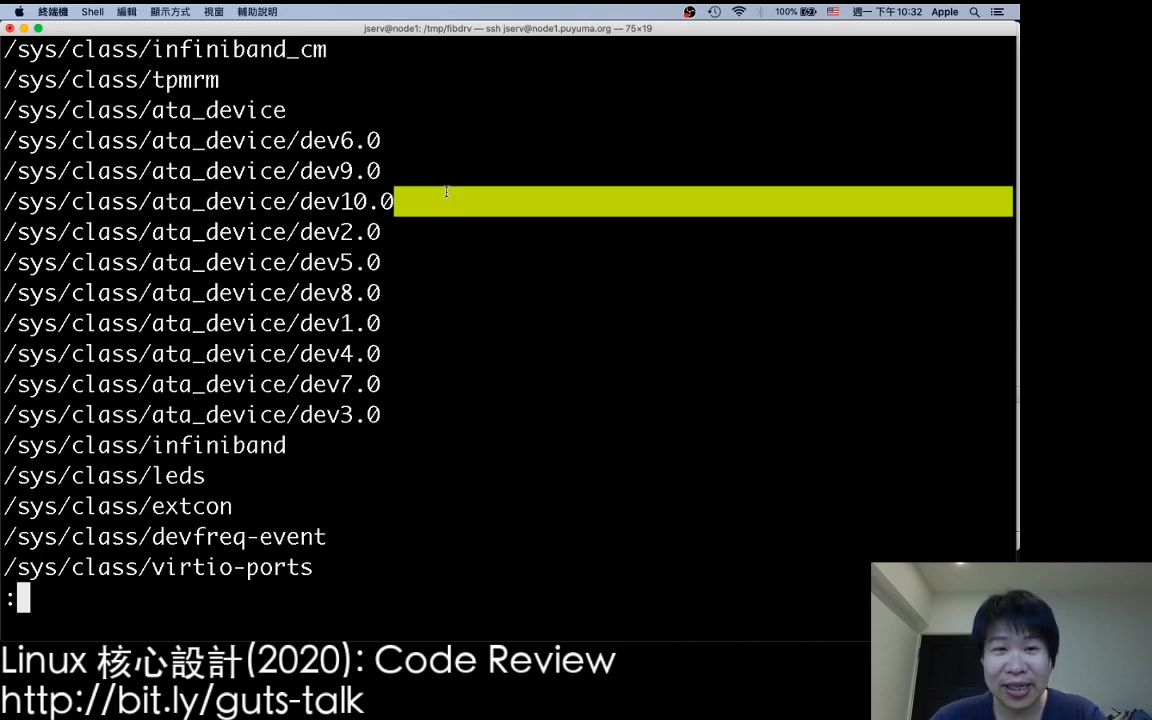 終端機 Shell 編輯 顯示方式 視窗 輔助說明 100% 週一 下午10:32 Apple
jserv@node1: /tmp/fibdrv — ssh jserv@node1.puyuma.org — 75×19
/sys/class/infiniband_cm
/sys/class/tpmrm
/sys/class/ata_device
/sys/class/ata_device/dev6.0
/sys/class/ata_device/dev9.0
/sys/class/ata_device/dev10.0
/sys/class/ata_device/dev2.0
/sys/class/ata_device/dev5.0
/sys/class/ata_device/dev8.0
/sys/class/ata_device/dev1.0
/sys/class/ata_device/dev4.0
/sys/class/ata_device/dev7.0
/sys/class/ata_device/dev3.0
/sys/class/infiniband
/sys/class/leds
/sys/class/extcon
/sys/class/devfreq-event
/sys/class/virtio-ports
:
Linux 核心設計(2020): Code Review
http://bit.ly/guts-talk